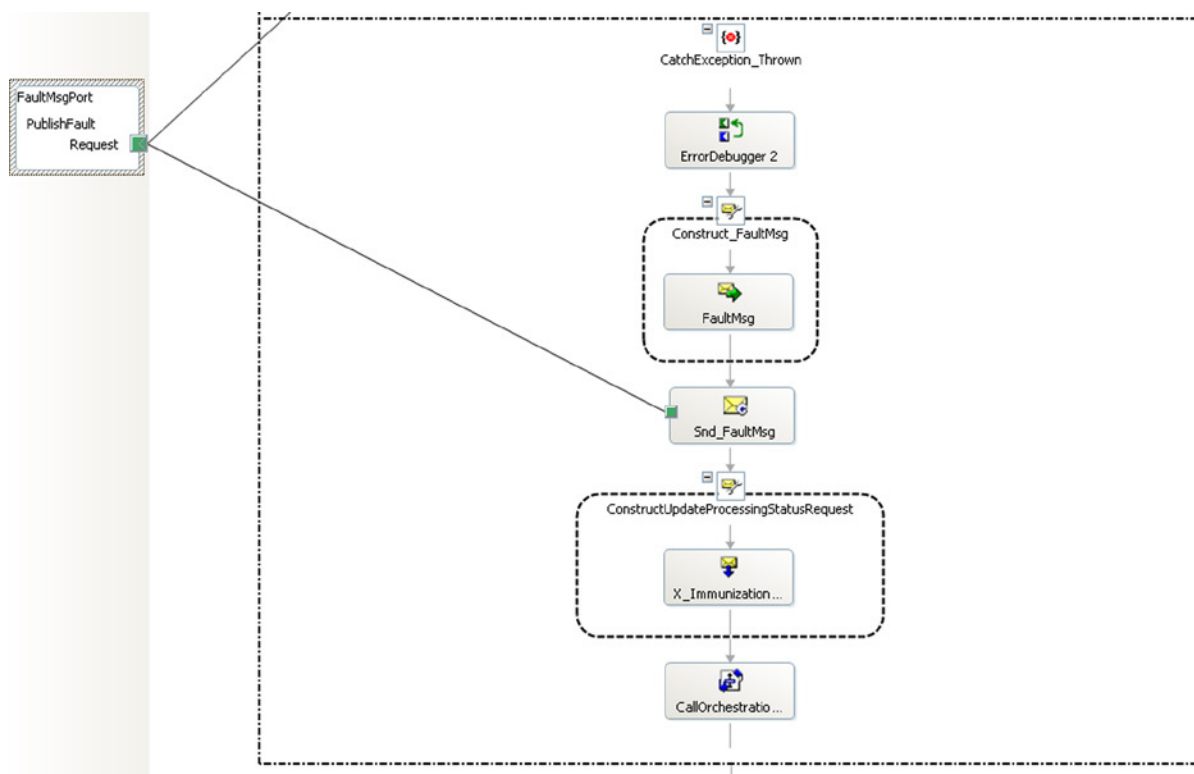 CatchException_Thrown
FaultMsgPort
PublishFault
Request
ErrorDebugger 2
Construct_FaultMsg
FaultMsg
Snd_FaultMsg
ConstructUpdateProcessingStatusRequest
X_Immunization...
CallOrchestratio...